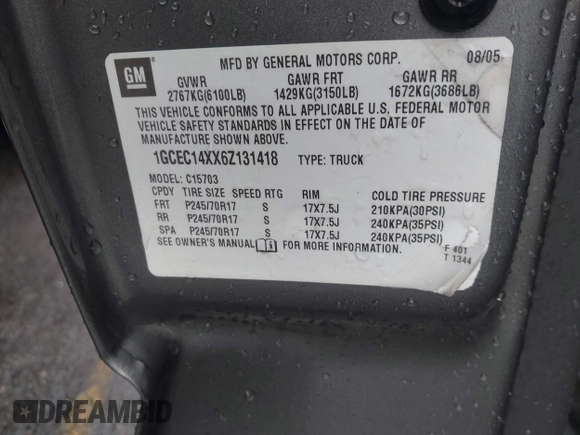 GM
MFD BY GENERAL MOTORS CORP. 08/05
GVWR GAWR FRT GAWR RR
2767KG(6100LB) 1429KG(3150LB) 1672KG(3686LB)
THIS VEHICLE CONFORMS TO ALL APPLICABLE U.S. FEDERAL MOTOR
VEHICLE SAFETY STANDARDS IN EFFECT ON THE DATE OF
MANUFACTURE SHOWN ABOVE.
1GCEC14XX6Z131418 TYPE: TRUCK
MODEL: C15703
CPDY TIRE SIZE SPEED RTG RIM COLD TIRE PRESSURE
FRT P245/70R17 S 17X7.5J 210KPA(30PSI)
RR P245/70R17 S 17X7.5J 240KPA(35PSI)
SPA P245/70R17 S 17X7.5J 240KPA(35PSI)
SEE OWNER'S MANUAL FOR MORE INFORMATION.
F 401
T 1344
DREAMBID